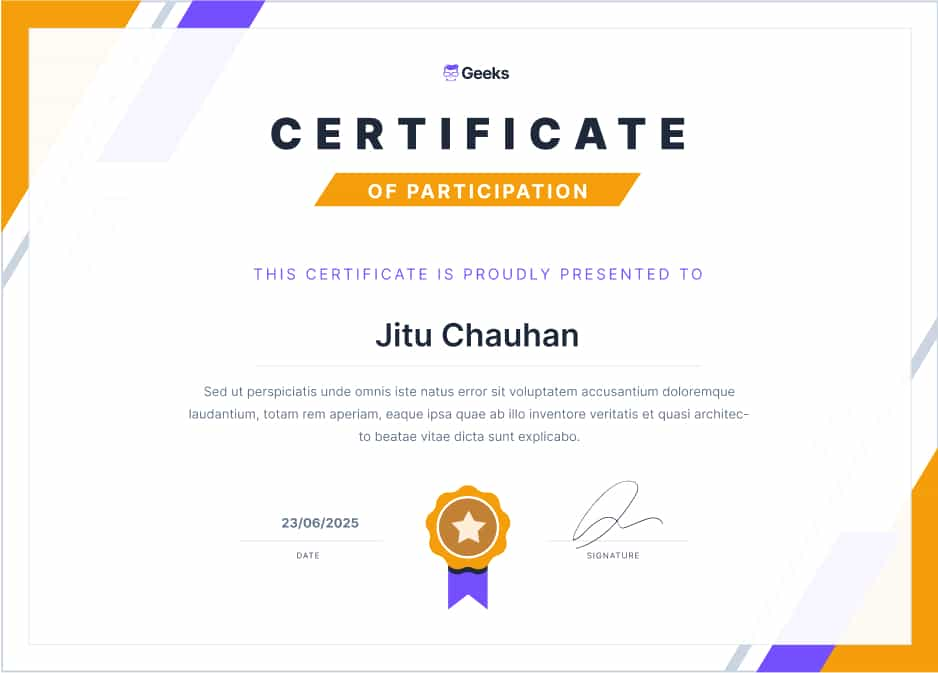 Geeks
CERTIFICATE
OF PARTICIPATION
THIS CERTIFICATE IS PROUDLY PRESENTED TO
Jitu Chauhan
Sed ut perspiciatis unde omnis iste natus error sit voluptatem accusantium doloremque
laudantium, totam rem aperiam, eaque ipsa quae ab illo inventore veritatis et quasi architec-
to beatae vitae dicta sunt explicabo.
23/06/2025
DATE
SIGNATURE